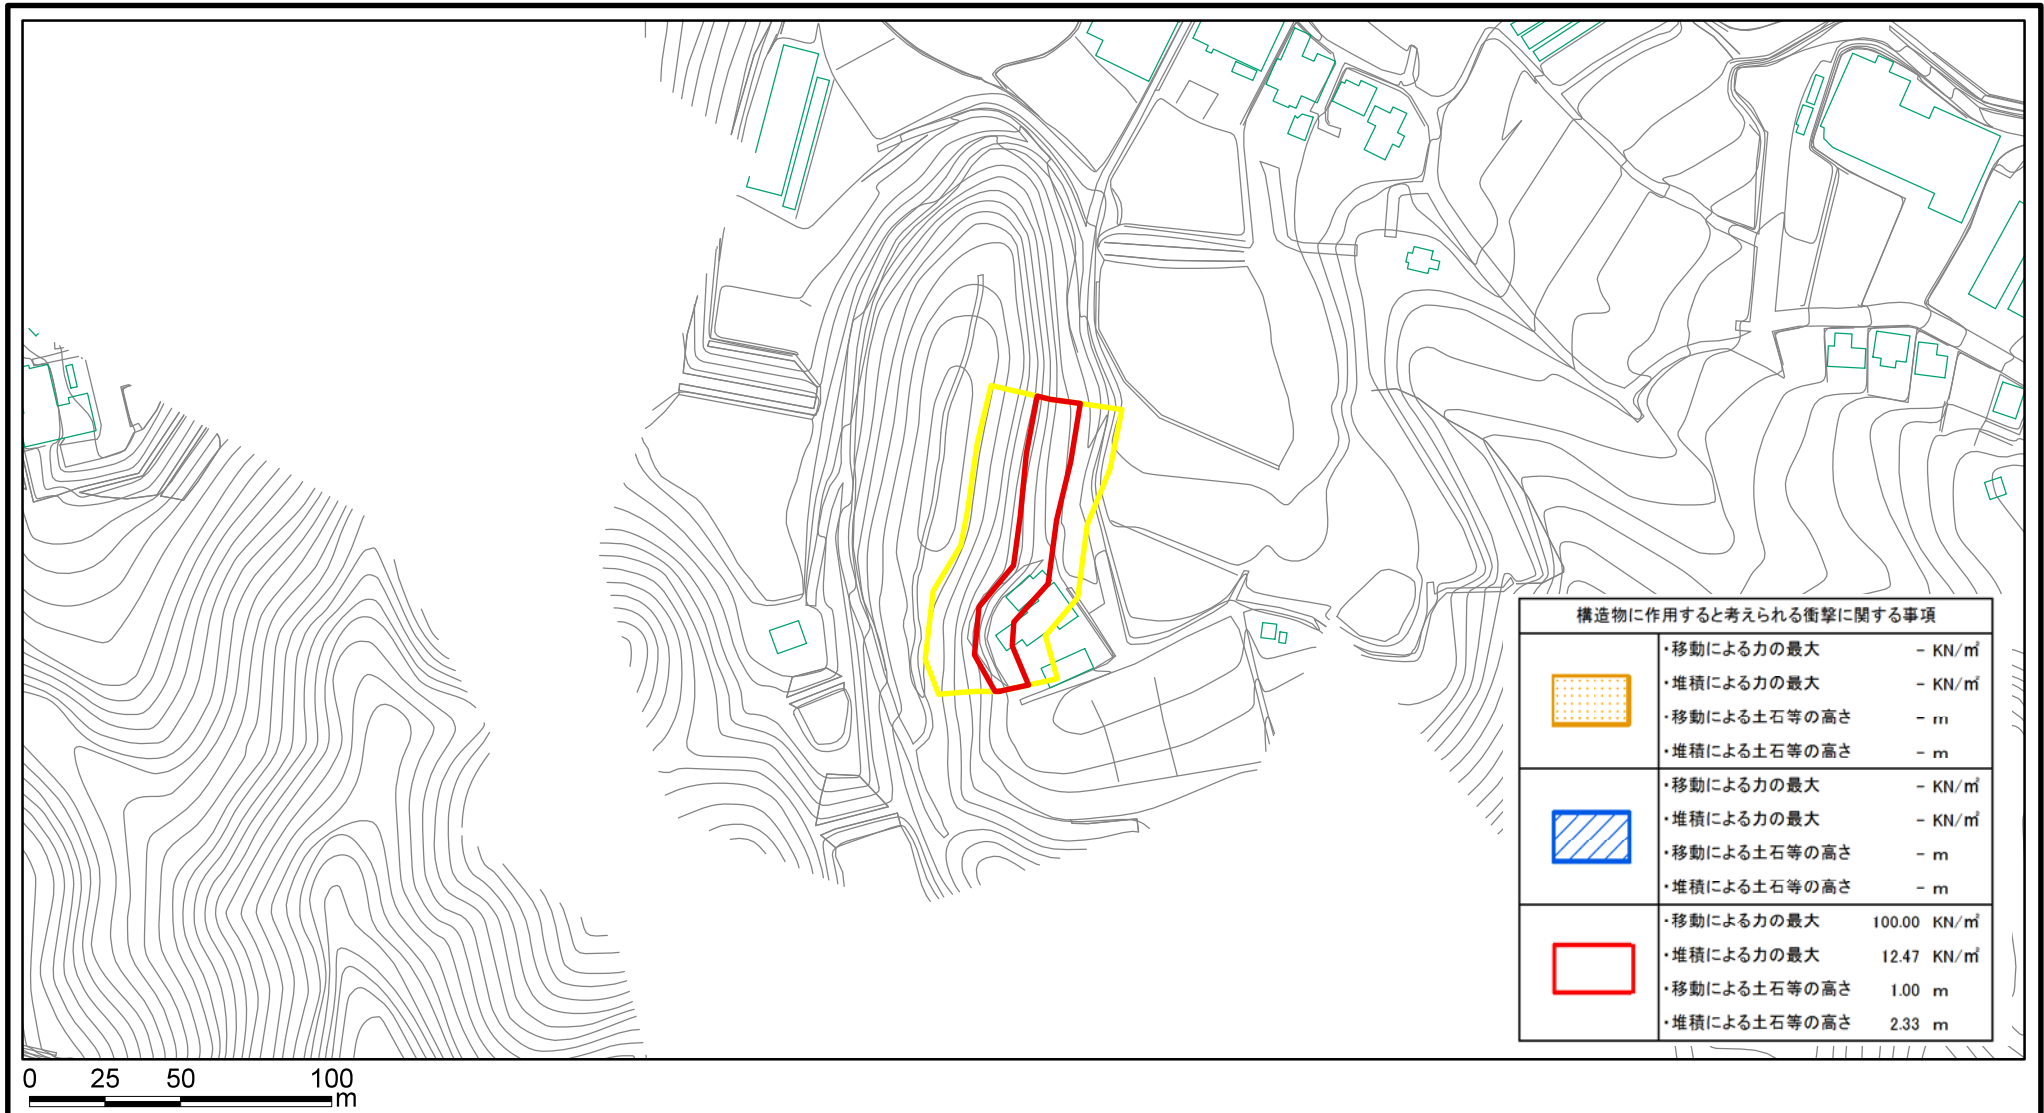 構造物に作用すると考えられる衝撃に関する事項
・移動による力の最大 － KN/㎡
・堆積による力の最大 － KN/㎡
・移動による土石等の高さ － m
・堆積による土石等の高さ － m
・移動による力の最大 － KN/㎡
・堆積による力の最大 － KN/㎡
・移動による土石等の高さ － m
・堆積による土石等の高さ － m
・移動による力の最大 100.00 KN/㎡
・堆積による力の最大 12.47 KN/㎡
・移動による土石等の高さ 1.00 m
・堆積による土石等の高さ 2.33 m
0 25 50 100
m